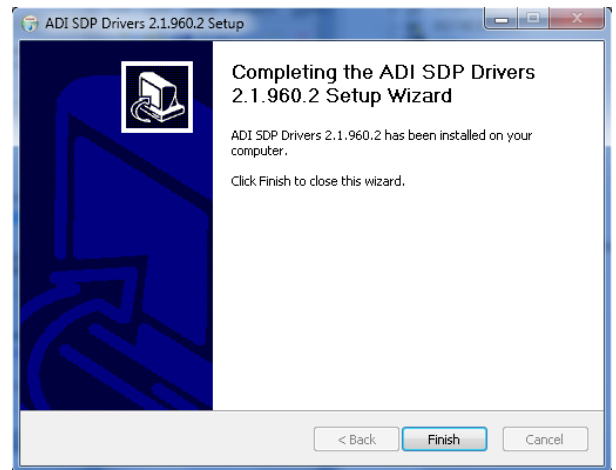 ADI SDP Drivers 2.1.960.2 Setup
Completing the ADI SDP Drivers
2.1.960.2 Setup Wizard
ADI SDP Drivers 2.1.960.2 has been installed on your
computer.
Click Finish to close this wizard.
< Back Finish Cancel